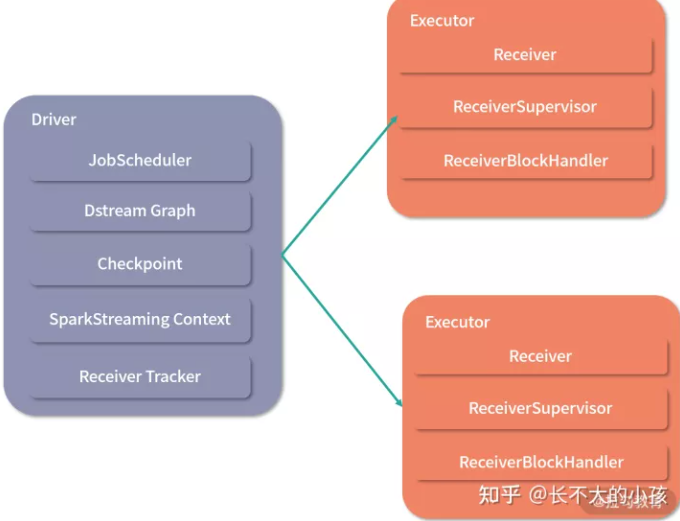 Driver
JobScheduler
Dstream Graph
Checkpoint
SparkStreaming Context
Receiver Tracker
Executor
Receiver
ReceiverSupervisor
ReceiverBlockHandler
Executor
Receiver
ReceiverSupervisor
ReceiverBlockHandler
知乎 @长不大的小孩